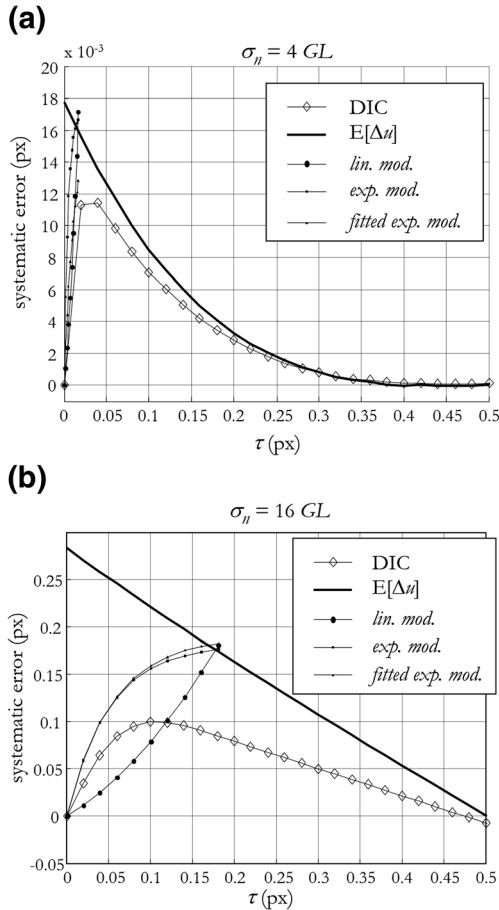 (a)
σn = 4 GL
x 10-3
20
18
16
14
12
10
8
6
4
2
0
-1
systematic error (px)
DIC
E[Δu]
lin. mod.
exp. mod.
fitted exp. mod.
0 0.05 0.1 0.15 0.2 0.25 0.3 0.35 0.4 0.45 0.5
τ (px)
(b)
σn = 16 GL
0.25
0.2
0.15
0.1
0.05
0
-0.05
systematic error (px)
DIC
E[Δu]
lin. mod.
exp. mod.
fitted exp. mod.
0 0.05 0.1 0.15 0.2 0.25 0.3 0.35 0.4 0.45 0.5
τ (px)